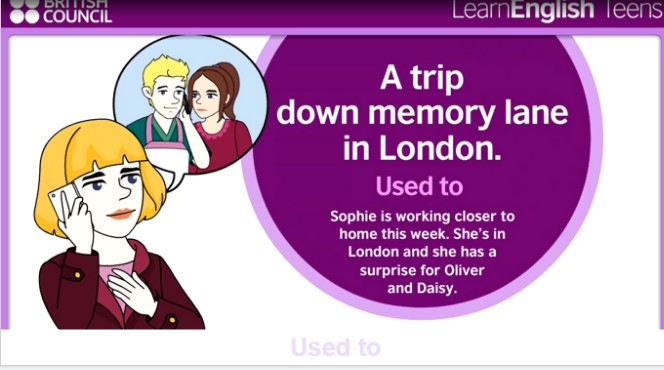 BRITISH
COUNCIL
LearnEnglish Teens
A trip
down memory lane
in London.
Used to
Sophie is working closer to
home this week. She's in
London and she has a
surprise for Oliver
and Daisy.
Used to